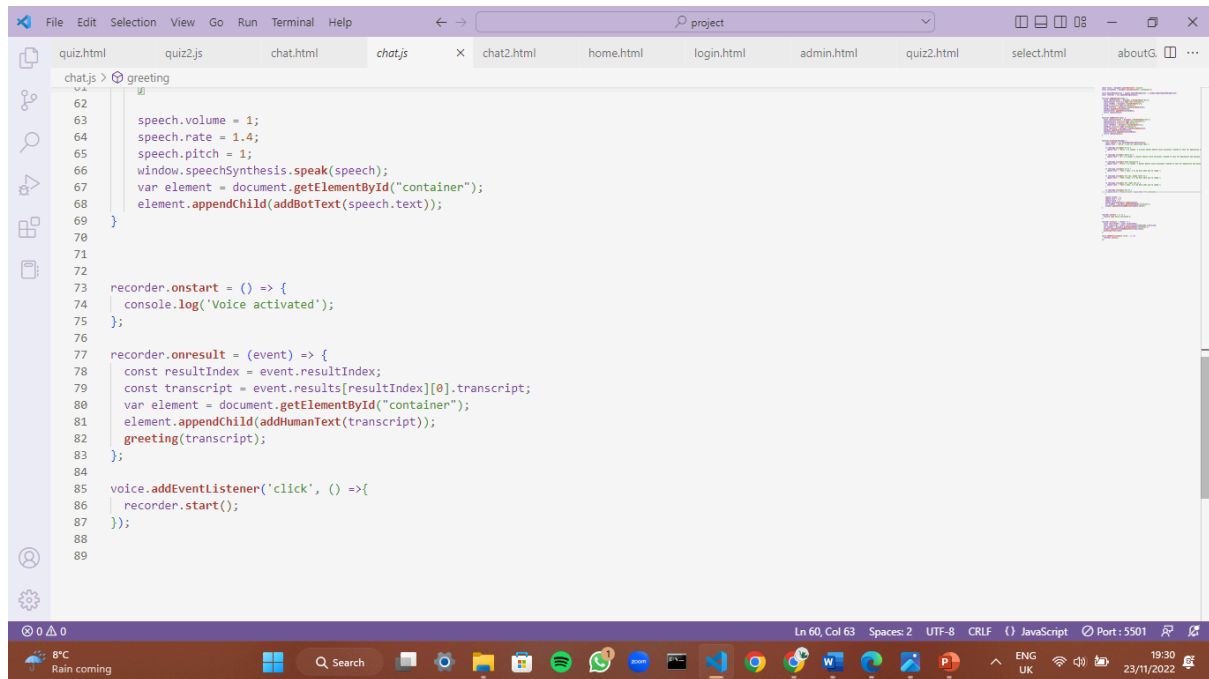 File Edit Selection View Go Run Terminal Help
project
quiz.html quiz2.js chat.html chat.js chat2.html home.html login.html admin.html quiz2.html select.html aboutG.
chat.js > greeting
61 }
62
63 speech.volume = 1;
64 speech.rate = 1.4;
65 speech.pitch = 1;
66 window.speechSynthesis.speak(speech);
67 var element = document.getElementById("container");
68 element.appendChild(addBotText(speech.text));
69 }
70
71
72
73 recorder.onstart = () => {
74 console.log('Voice activated');
75 };
76
77 recorder.onresult = (event) => {
78 const resultIndex = event.resultIndex;
79 const transcript = event.results[resultIndex][0].transcript;
80 var element = document.getElementById("container");
81 element.appendChild(addHumanText(transcript));
82 greeting(transcript);
83 };
84
85 voice.addEventListener('click', () =>{
86 recorder.start();
87 });
88
89
0 0 Ln 60, Col 63 Spaces: 2 UTF-8 CRLF {} JavaScript Port : 5501
8°C
Rain coming
Search
zoom
1
ENG
UK
19:30
23/11/2022